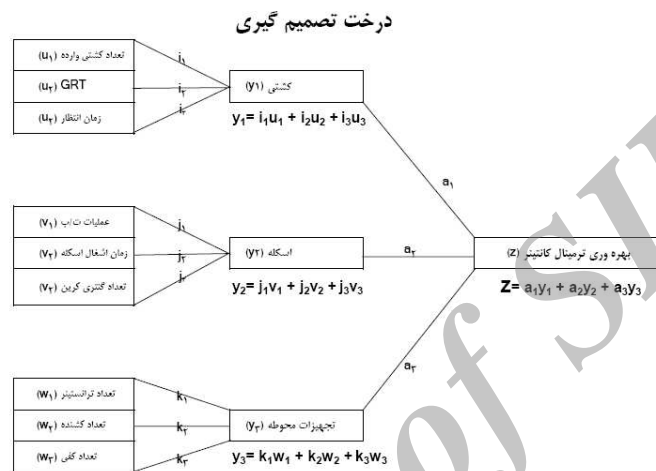 درخت تصمیم گیری
تعداد کشتی وارده (u۱)
GRT (u۲)
زمان انتظار (u۳)
i۱
i۲
i۳
کشتی (y۱)
y₁= i₁u₁ + i₂u₂ + i₃u₃
a۱
عملیات ت/ب (v۱)
زمان اشغال اسکله (v۲)
تعداد گنتری کرین (v۳)
j۱
j۲
j۳
اسکله (y۲)
y₂= j₁v₁ + j₂v₂ + j₃v₃
a۲
بهره وری ترمینال کانتینر (z)
Z= a₁y₁ + a₂y₂ + a₃y₃
تعداد ترانستینر (w۱)
تعداد کشنده (w۲)
تعداد کفی (w۳)
k۱
k۲
k۳
تجهیزات محوطه (y۳)
y₃= k₁w₁ + k₂w₂ + k₃w₃
a۳
of SI